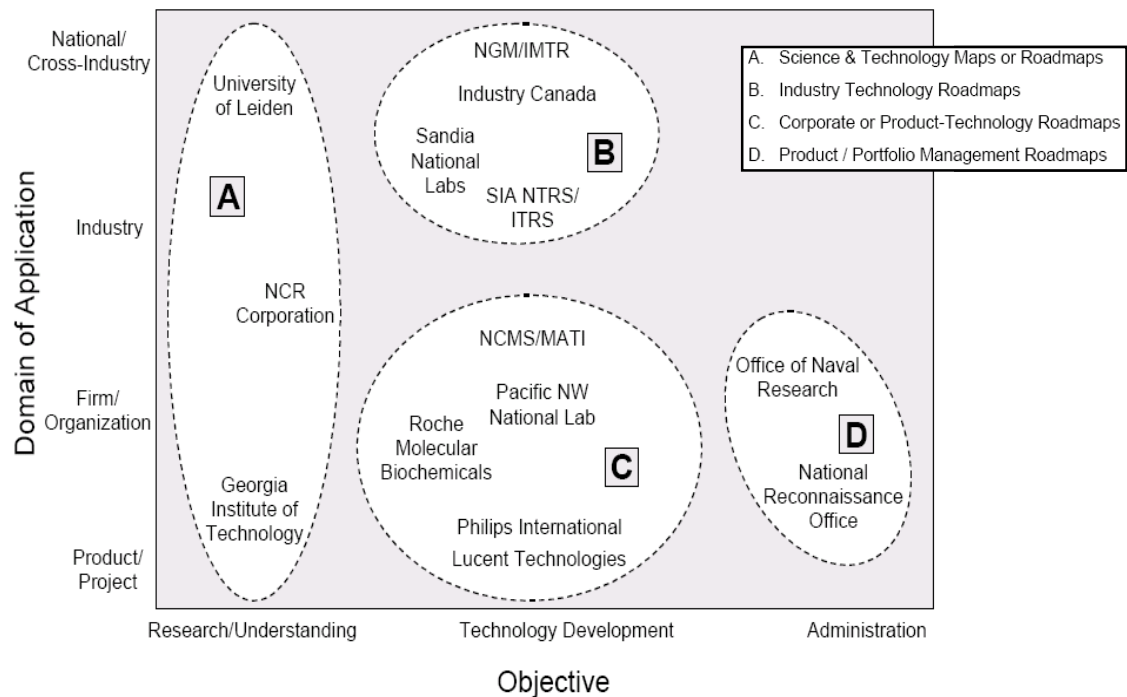 National/
Cross-Industry
Industry
Firm/
Organization
Product/
Project
Domain of Application
University
of Leiden
A
NCR
Corporation
Georgia
Institute of
Technology
NGM/IMTR
Industry Canada
Sandia
National
Labs
B
SIA NTRS/
ITRS
NCMS/MATI
Pacific NW
National Lab
Roche
Molecular
Biochemicals
C
Philips International
Lucent Technologies
Office of Naval
Research
D
National
Reconnaissance
Office
A. Science & Technology Maps or Roadmaps
B. Industry Technology Roadmaps
C. Corporate or Product-Technology Roadmaps
D. Product / Portfolio Management Roadmaps
Research/Understanding
Technology Development
Administration
Objective